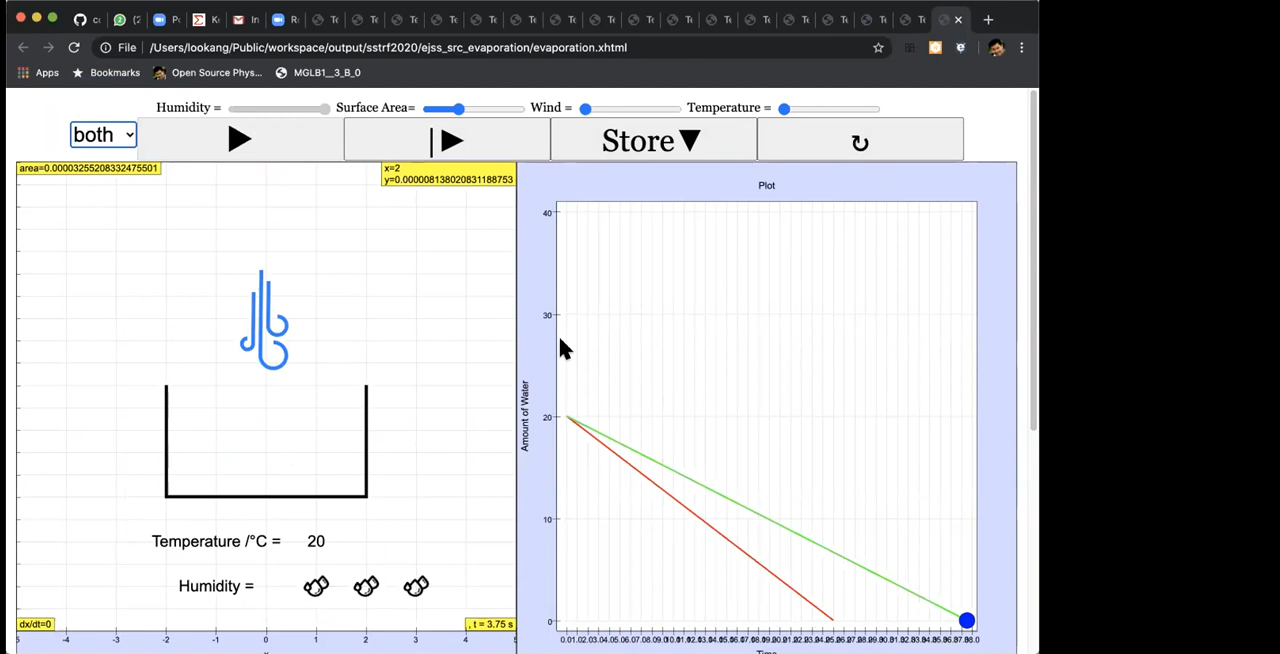 File
/Users/lookang/Public/workspace/output/sstrf2020/ejss_src_evaporation/evaporation.xhtml
Apps
Bookmarks
Open Source Phys...
MGLB1__3_B_0
Humidity =
Surface Area=
Wind =
Temperature =
both
Store▼
area=0.00003255208332475501
x=2
y=0.000008138020831188753
Plot
40
30
20
10
0
Amount of Water
Temperature /°C = 20
Humidity =
dx/dt=0
, t = 3.75 s
-4 -3 -2 -1 0 1 2 3 4
x
Time